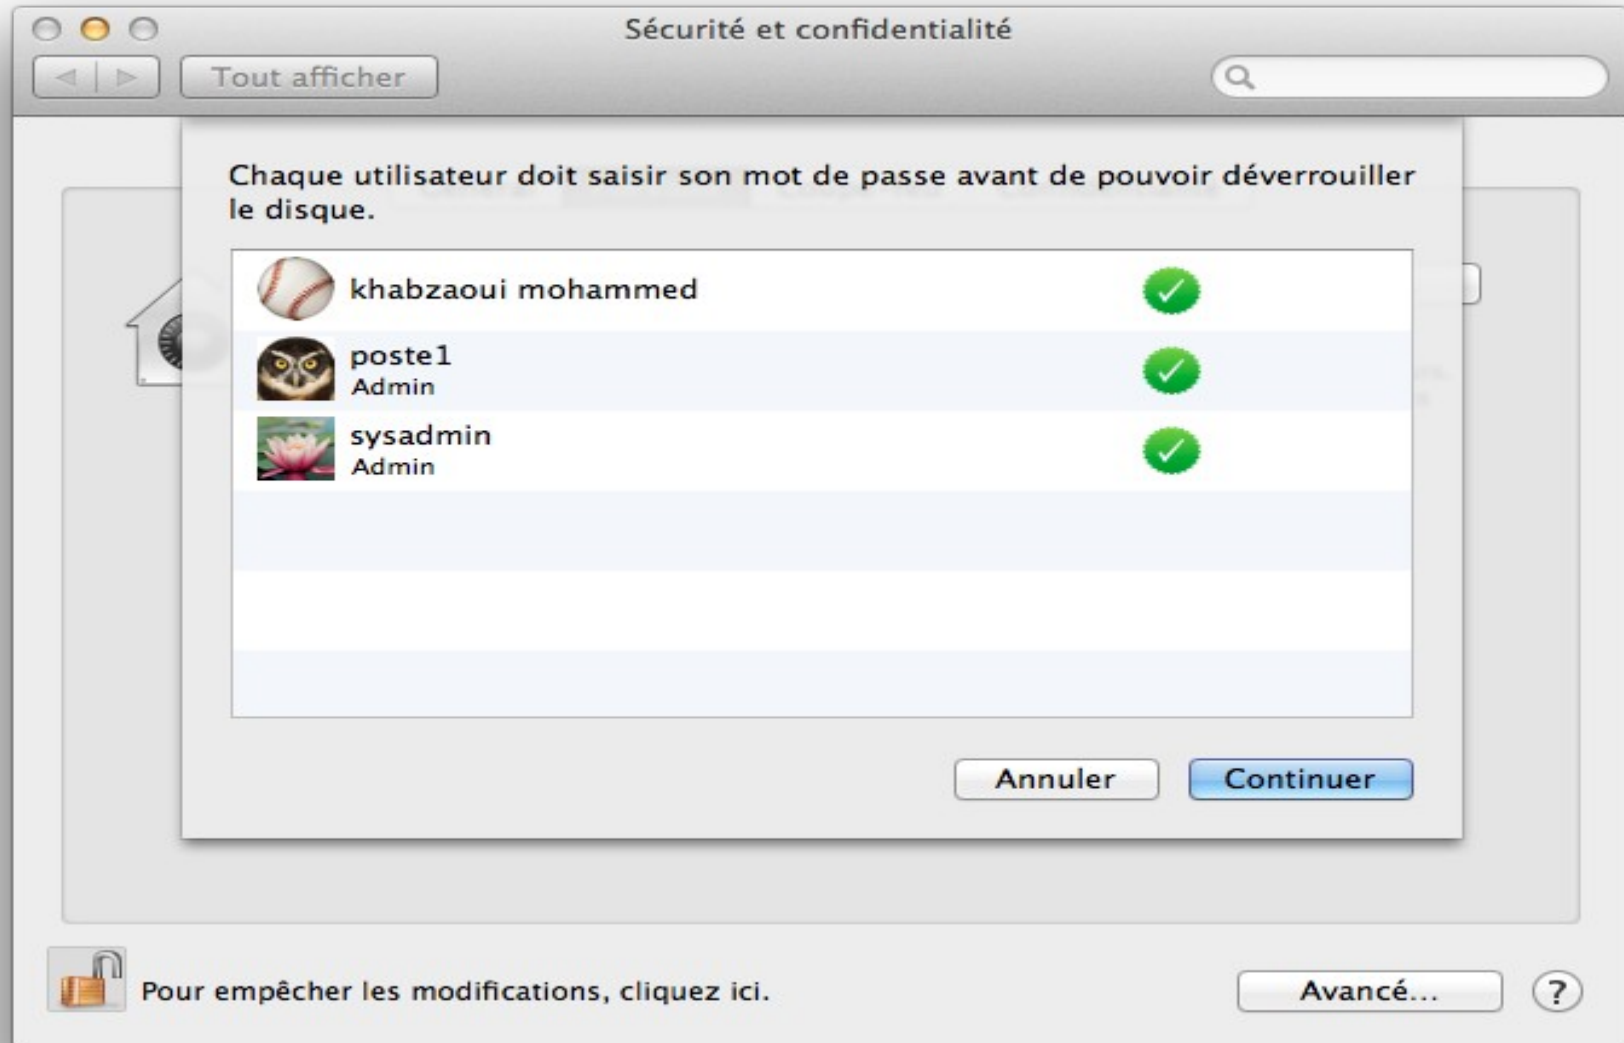 Sécurité et confidentialité
Tout afficher
Chaque utilisateur doit saisir son mot de passe avant de pouvoir déverrouiller
le disque.
khabzaoui mohammed
poste1
Admin
sysadmin
Admin
Annuler
Continuer
Pour empêcher les modifications, cliquez ici.
Avancé...
?